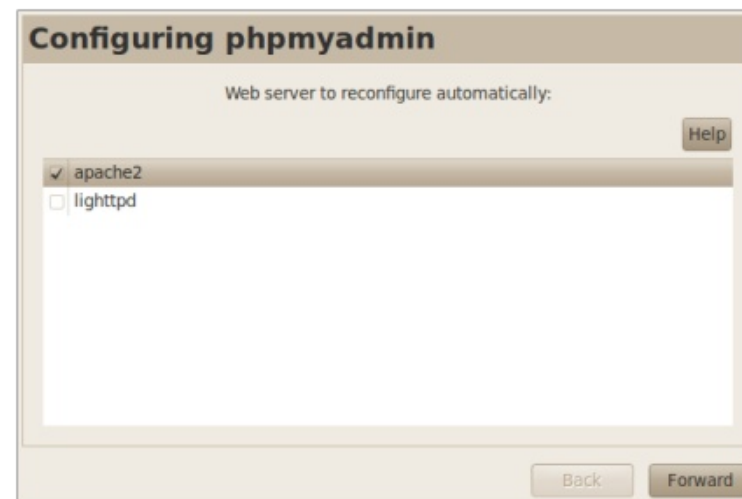 Configuring phpmyadmin
Web server to reconfigure automatically:
Help
apache2
lighttpd
Back
Forward